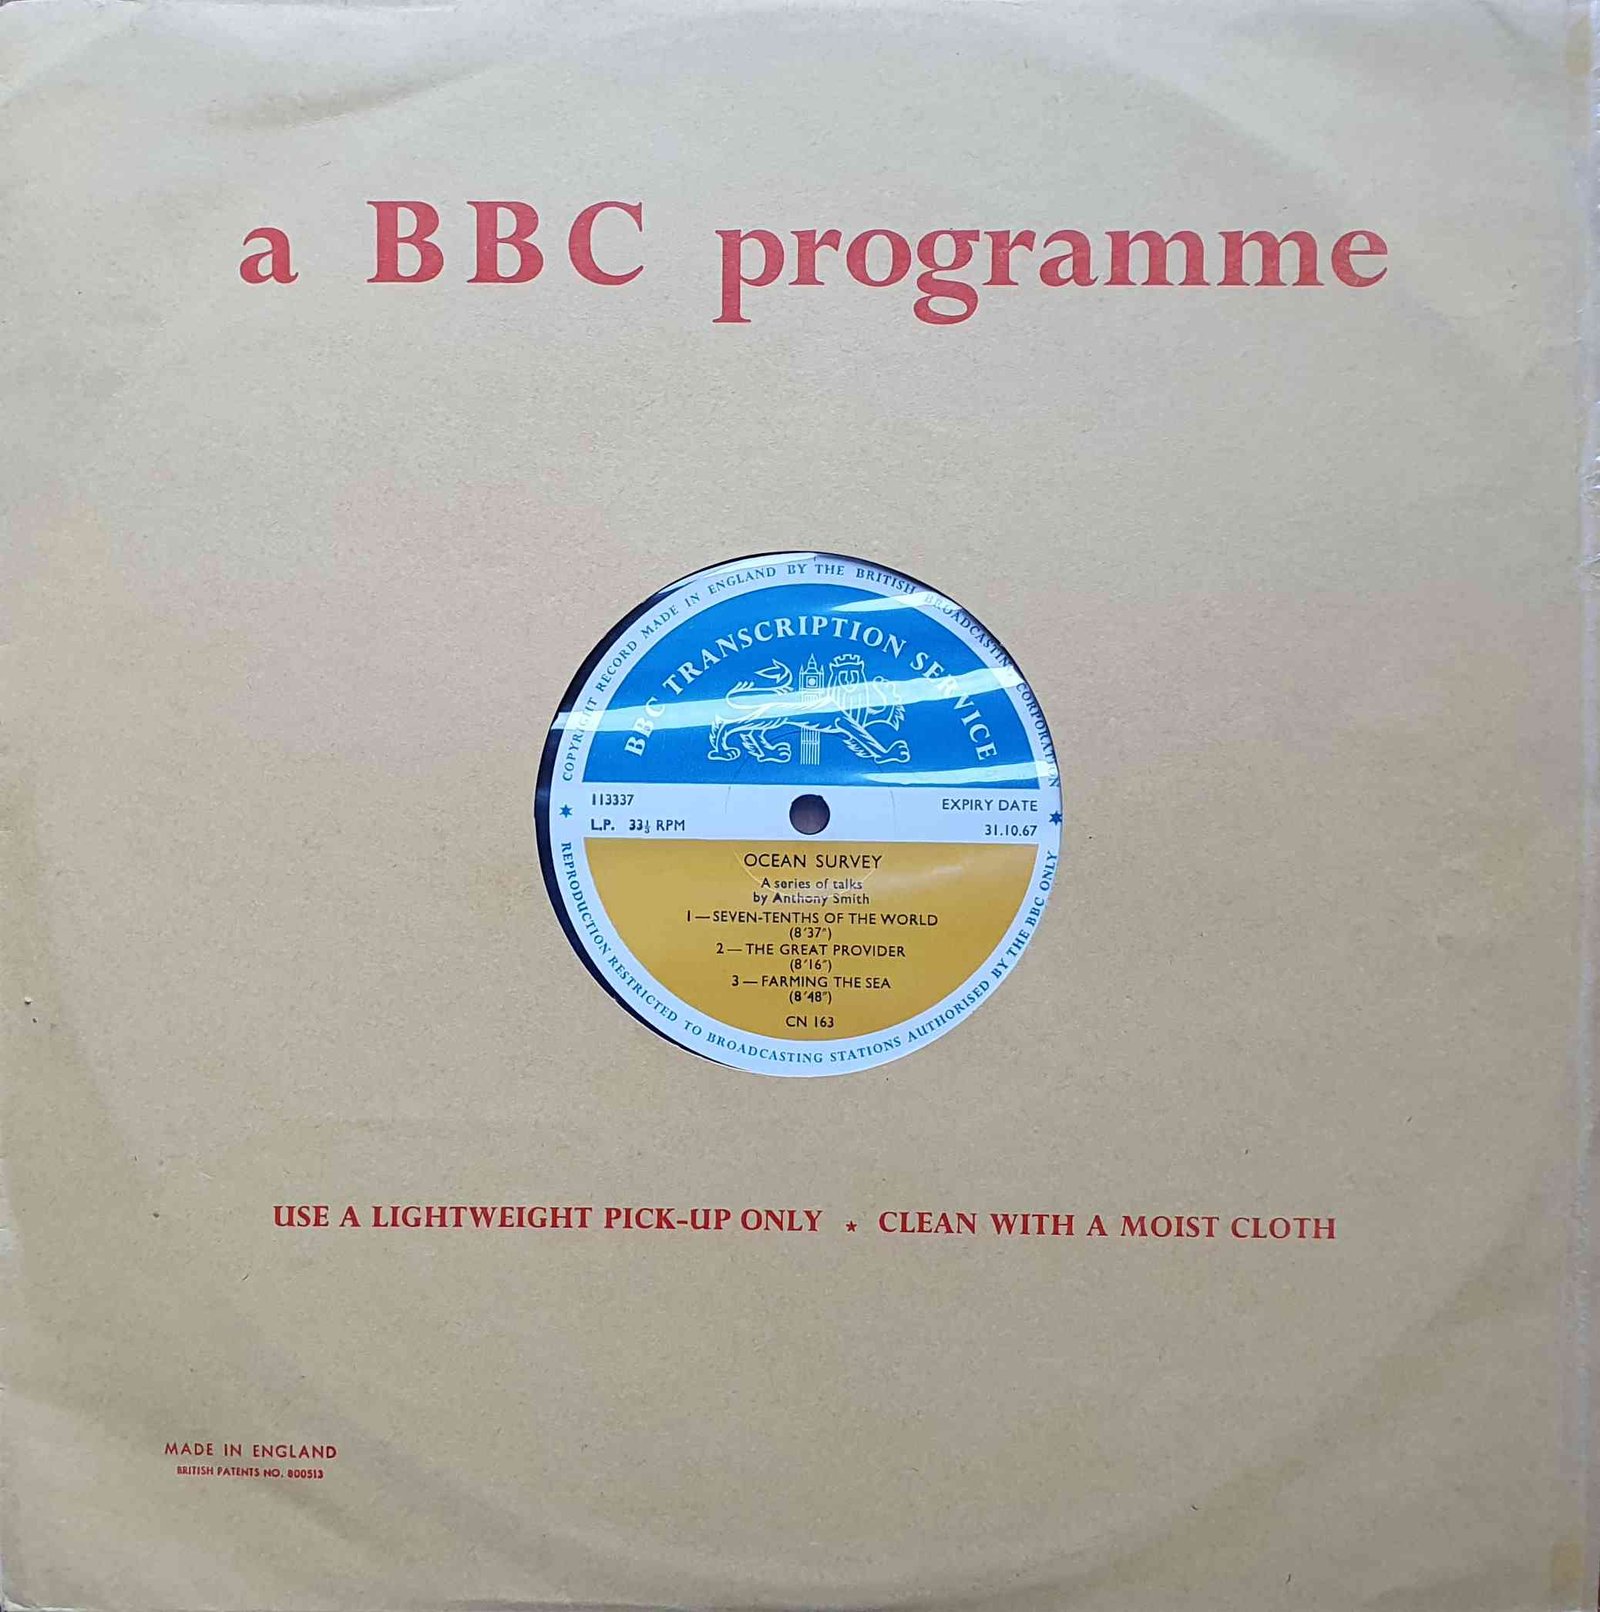 a BBC programme
COPYRIGHT RECORD MADE IN ENGLAND BY THE BRITISH BROADCASTING CORPORATION
BBC TRANSCRIPTION SERVICE
113337
EXPIRY DATE
L.P. 33⅓ RPM
31.10.67
OCEAN SURVEY
A series of talks
by Anthony Smith
1—SEVEN-TENTHS OF THE WORLD
(8'37")
2—THE GREAT PROVIDER
(8'16")
3—FARMING THE SEA
(8'48")
CN 163
REPRODUCTION RESTRICTED TO BROADCASTING STATIONS AUTHORISED BY THE BBC ONLY
USE A LIGHTWEIGHT PICK-UP ONLY ★ CLEAN WITH A MOIST CLOTH
MADE IN ENGLAND
BRITISH PATENTS NO. 800513